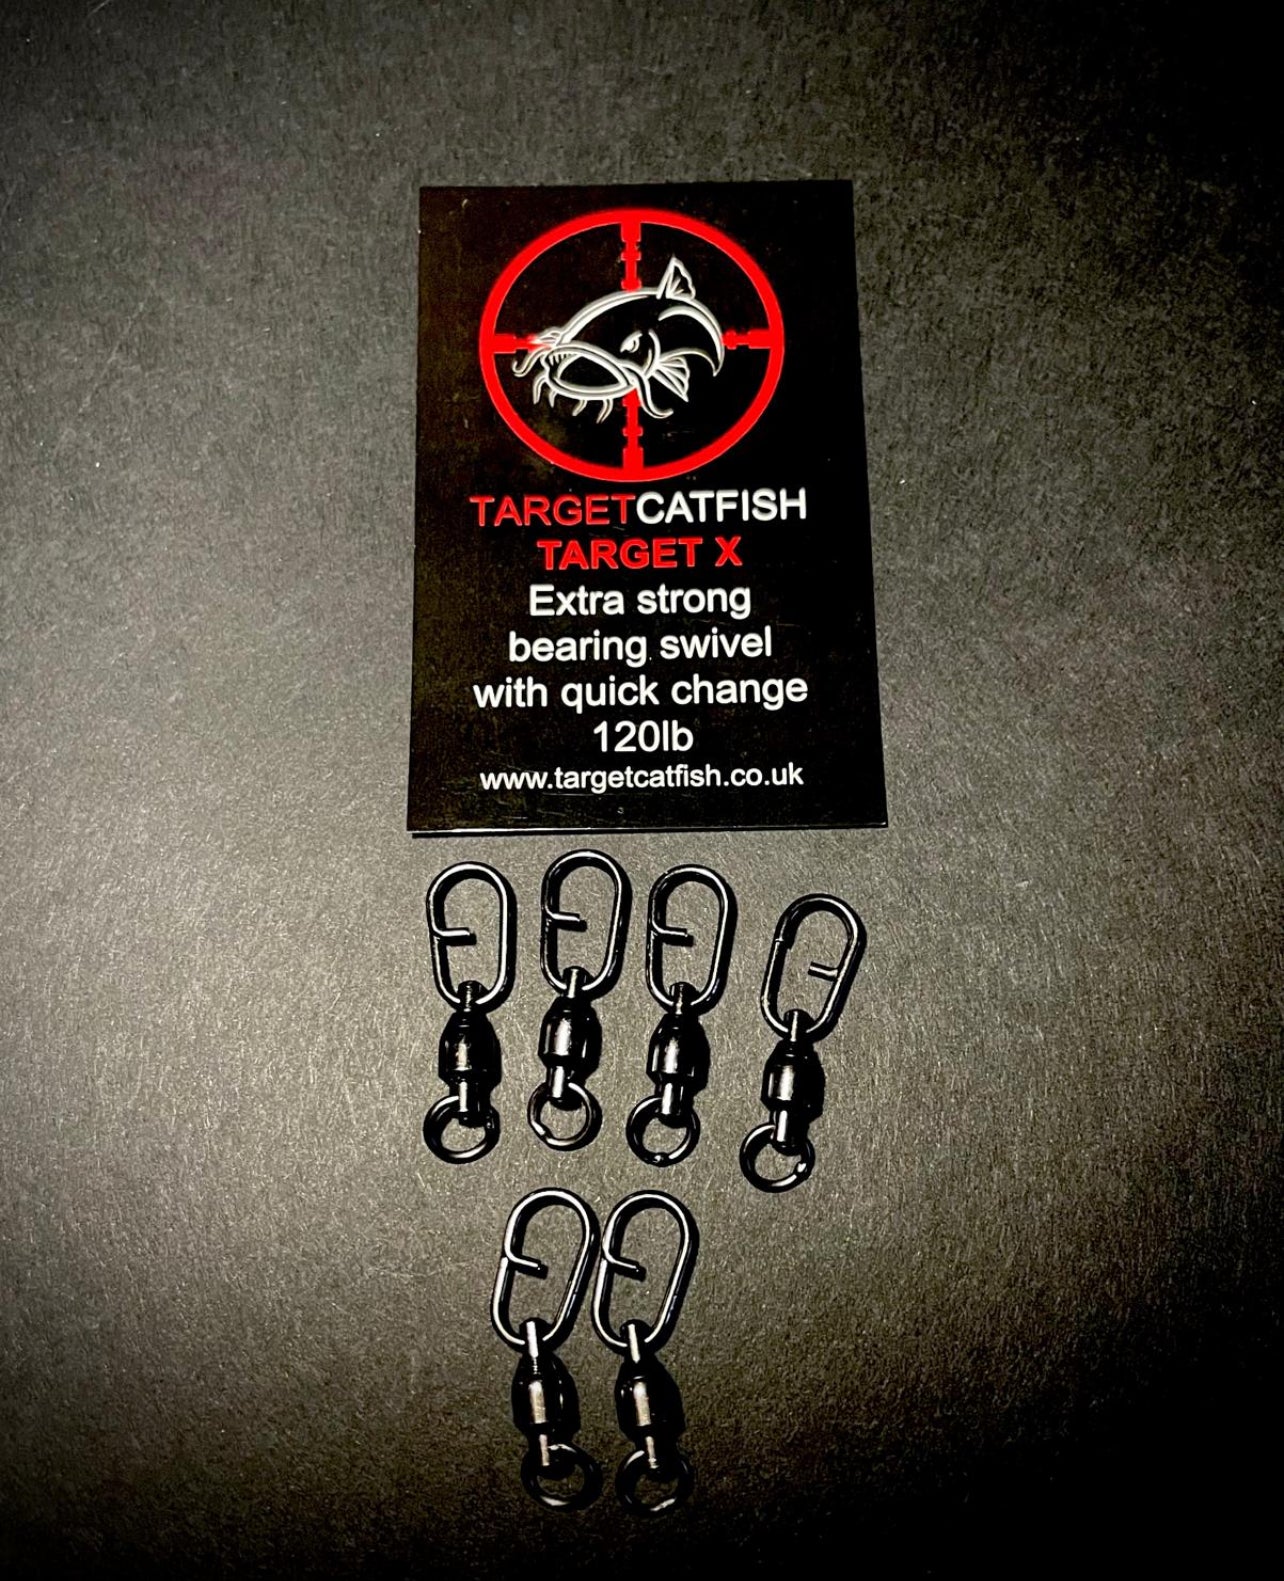 TARGETCATFISH
TARGET X
Extra strong
bearing swivel
with quick change
120lb
www.targetcatfish.co.uk